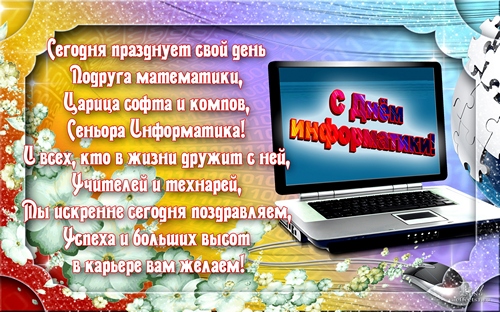 Сегодня празднует свой день
Подруга математики,
Царица софта и компов,
Сеньора Информатика!
И всех, кто в жизни дружит с ней,
Учителей и технарей,
Мы искренне сегодня поздравляем,
Успеха и больших высот
в карьере вам желаем!
С Днём
информатики!